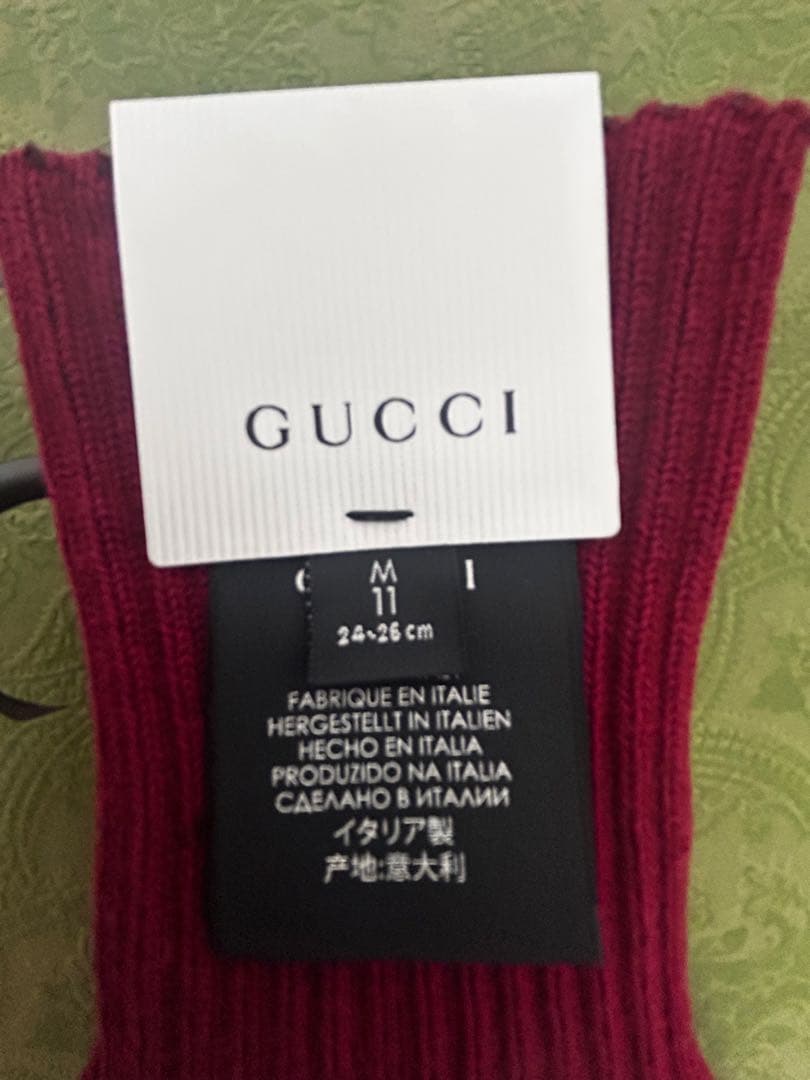 GUCCI
M
11
24-26 cm
FABRIQUE EN ITALIE
HERGESTELLT IN ITALIEN
HECHO EN ITALIA
PRODUZIDO NA ITALIA
СДЕЛАНО В ИТАЛИИ
イタリア製
产地:意大利